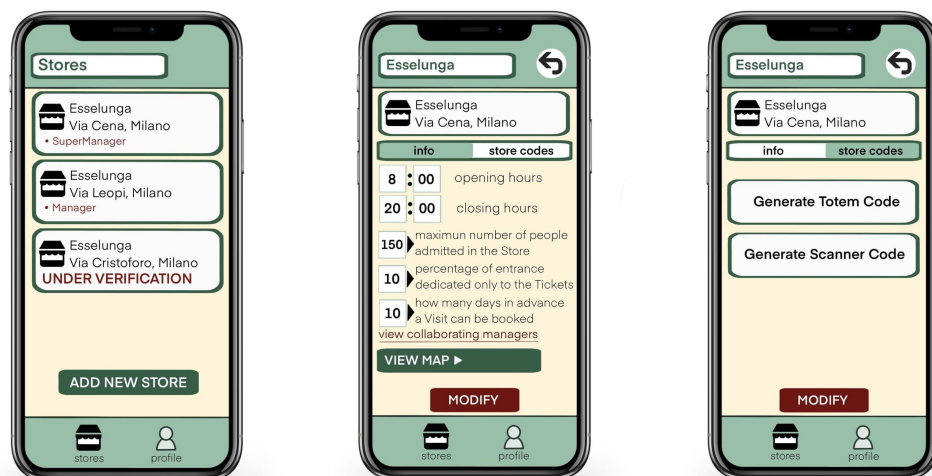 Stores
Esselunga
Via Cena, Milano
• SuperManager
Esselunga
Via Leopi, Milano
• Manager
Esselunga
Via Cristoforo, Milano
UNDER VERIFICATION
ADD NEW STORE
stores
profile
Esselunga
Esselunga
Via Cena, Milano
info
store codes
8 : 00 opening hours
20 : 00 closing hours
150 maximun number of people
admitted in the Store
10 percentage of entrance
dedicated only to the Tickets
10 how many days in advance
a Visit can be booked
view collaborating managers
VIEW MAP ▶
MODIFY
stores
profile
Esselunga
Esselunga
Via Cena, Milano
info
store codes
Generate Totem Code
Generate Scanner Code
MODIFY
stores
profile